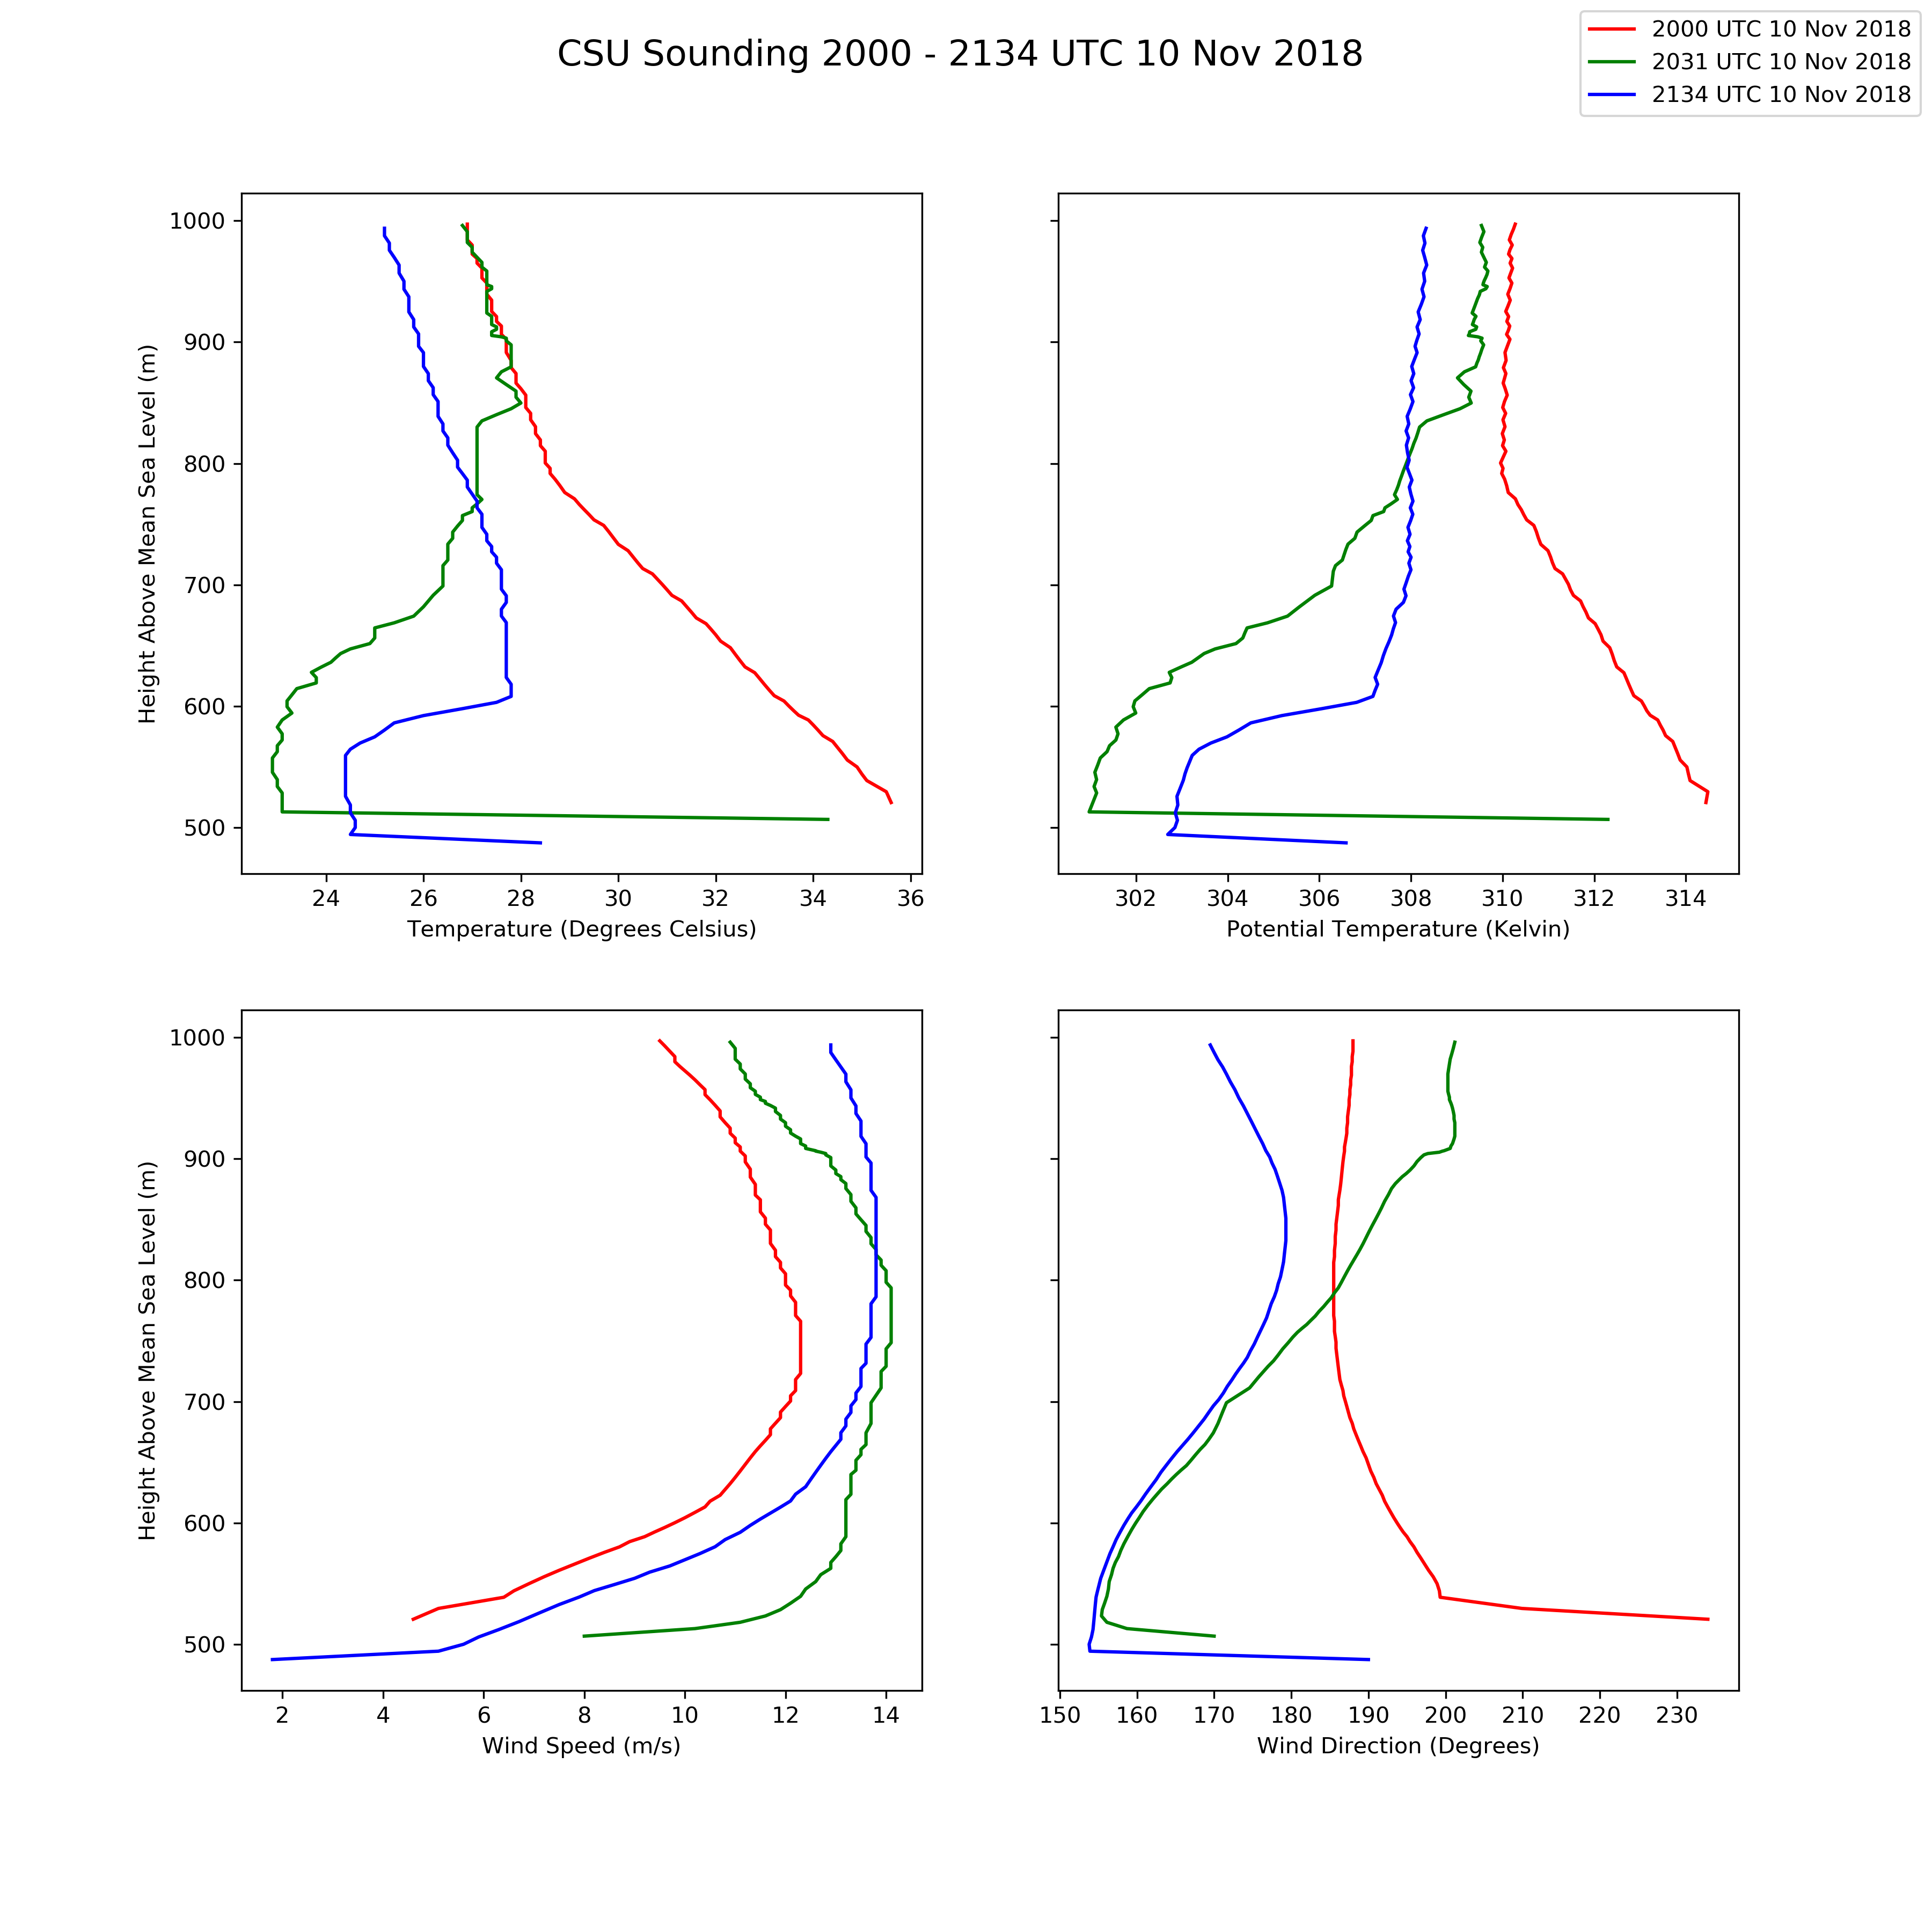 CSU Sounding 2000 - 2134 UTC 10 Nov 2018
2000 UTC 10 Nov 2018
2031 UTC 10 Nov 2018
2134 UTC 10 Nov 2018
Height Above Mean Sea Level (m)
1000
900
800
700
600
500
24 26 28 30 32 34 36
Temperature (Degrees Celsius)
302 304 306 308 310 312 314
Potential Temperature (Kelvin)
Height Above Mean Sea Level (m)
1000
900
800
700
600
500
2 4 6 8 10 12 14
Wind Speed (m/s)
150 160 170 180 190 200 210 220 230
Wind Direction (Degrees)